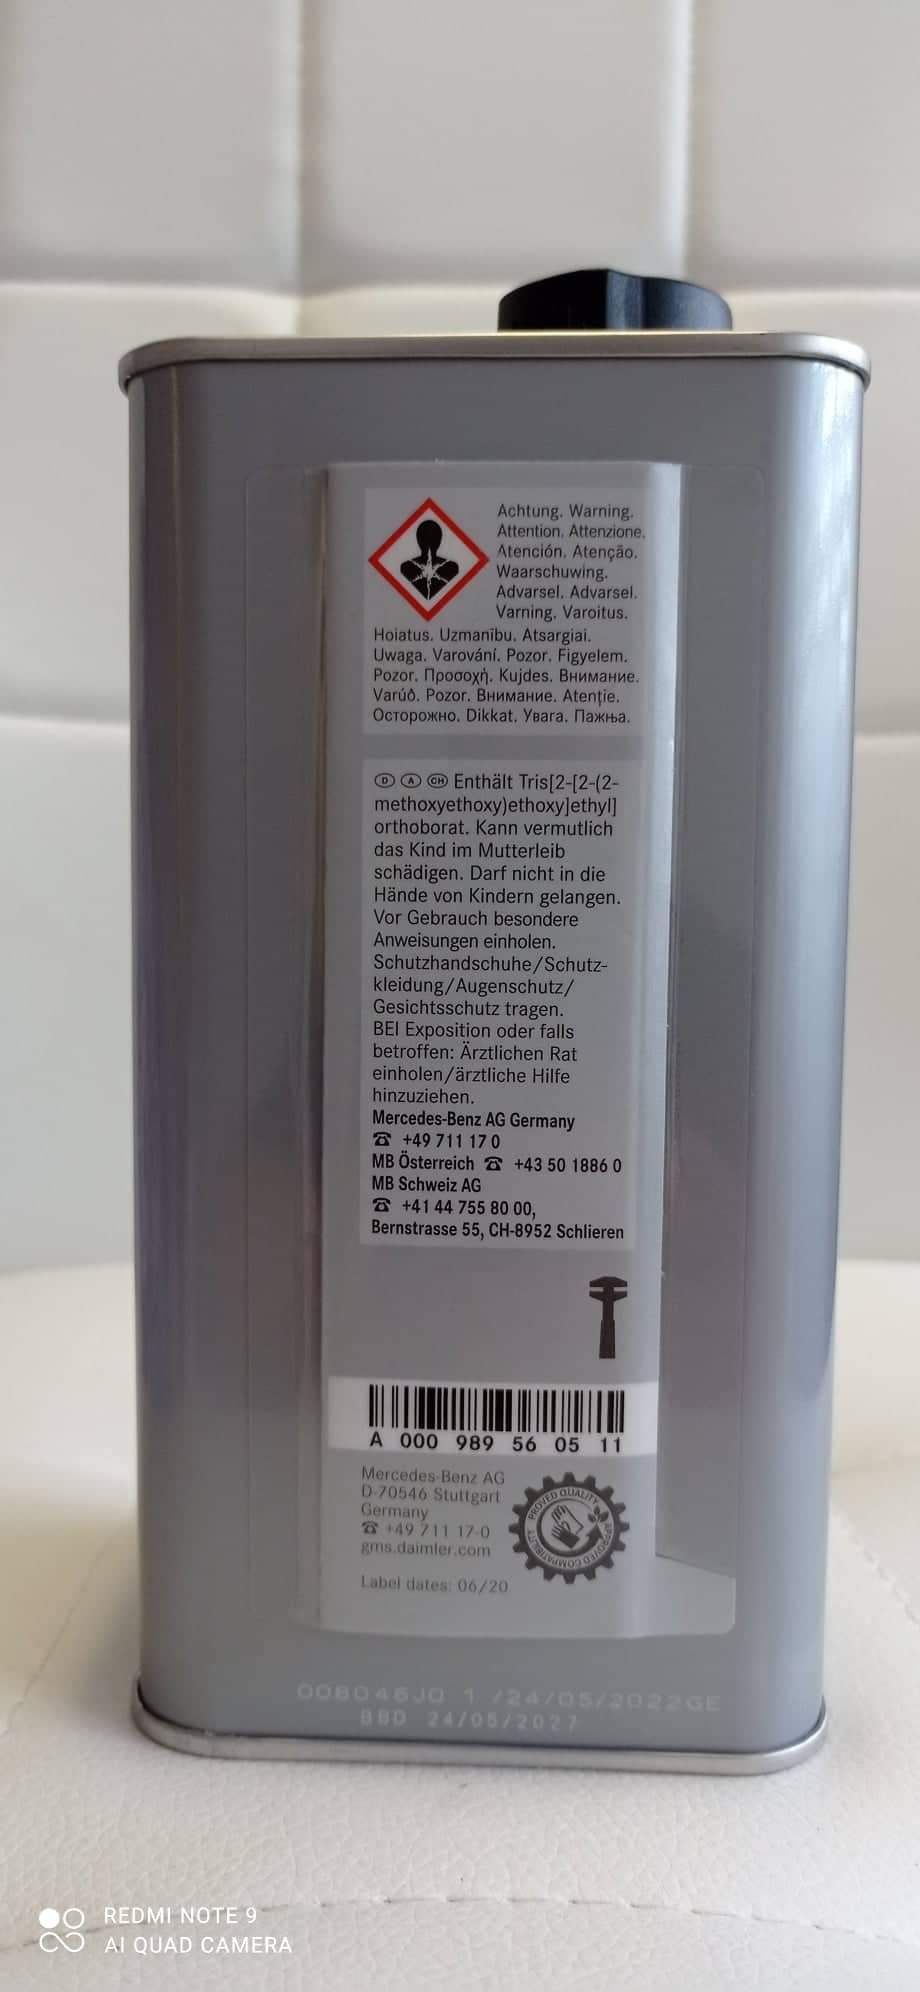 Achtung. Warning.
Attention. Attenzione.
Atención. Atenção.
Waarschuwing.
Advarsel. Advarsel.
Varning. Varoitus.
Hoiatus. Uzmanību. Atsargiai.
Uwaga. Varování. Pozor. Figyelem.
Pozor. Προσοχή. Kujdes. Внимание.
Varúð. Pozor. Внимание. Atenţie.
Осторожно. Dikkat. Увага. Пажња.
D A CH Enthält Tris[2-[2-(2-
methoxyethoxy)ethoxy]ethyl]
orthoborat. Kann vermutlich
das Kind im Mutterleib
schädigen. Darf nicht in die
Hände von Kindern gelangen.
Vor Gebrauch besondere
Anweisungen einholen.
Schutzhandschuhe/Schutz-
kleidung/Augenschutz/
Gesichtsschutz tragen.
BEI Exposition oder falls
betroffen: Ärztlichen Rat
einholen/ärztliche Hilfe
hinzuziehen.
Mercedes-Benz AG Germany
☎ +49 711 17 0
MB Österreich ☎ +43 50 1886 0
MB Schweiz AG
☎ +41 44 755 80 00,
Bernstrasse 55, CH-8952 Schlieren
A 000 989 56 05 11
Mercedes-Benz AG
D-70546 Stuttgart
Germany
☎ +49 711 17-0
gms.daimler.com
Label dates: 06/20
PROVED QUALITY
APPROVED COMPATIBILITY
008046J0 1 /24/05/2022GE
BBD 24/05/2027
REDMI NOTE 9
AI QUAD CAMERA